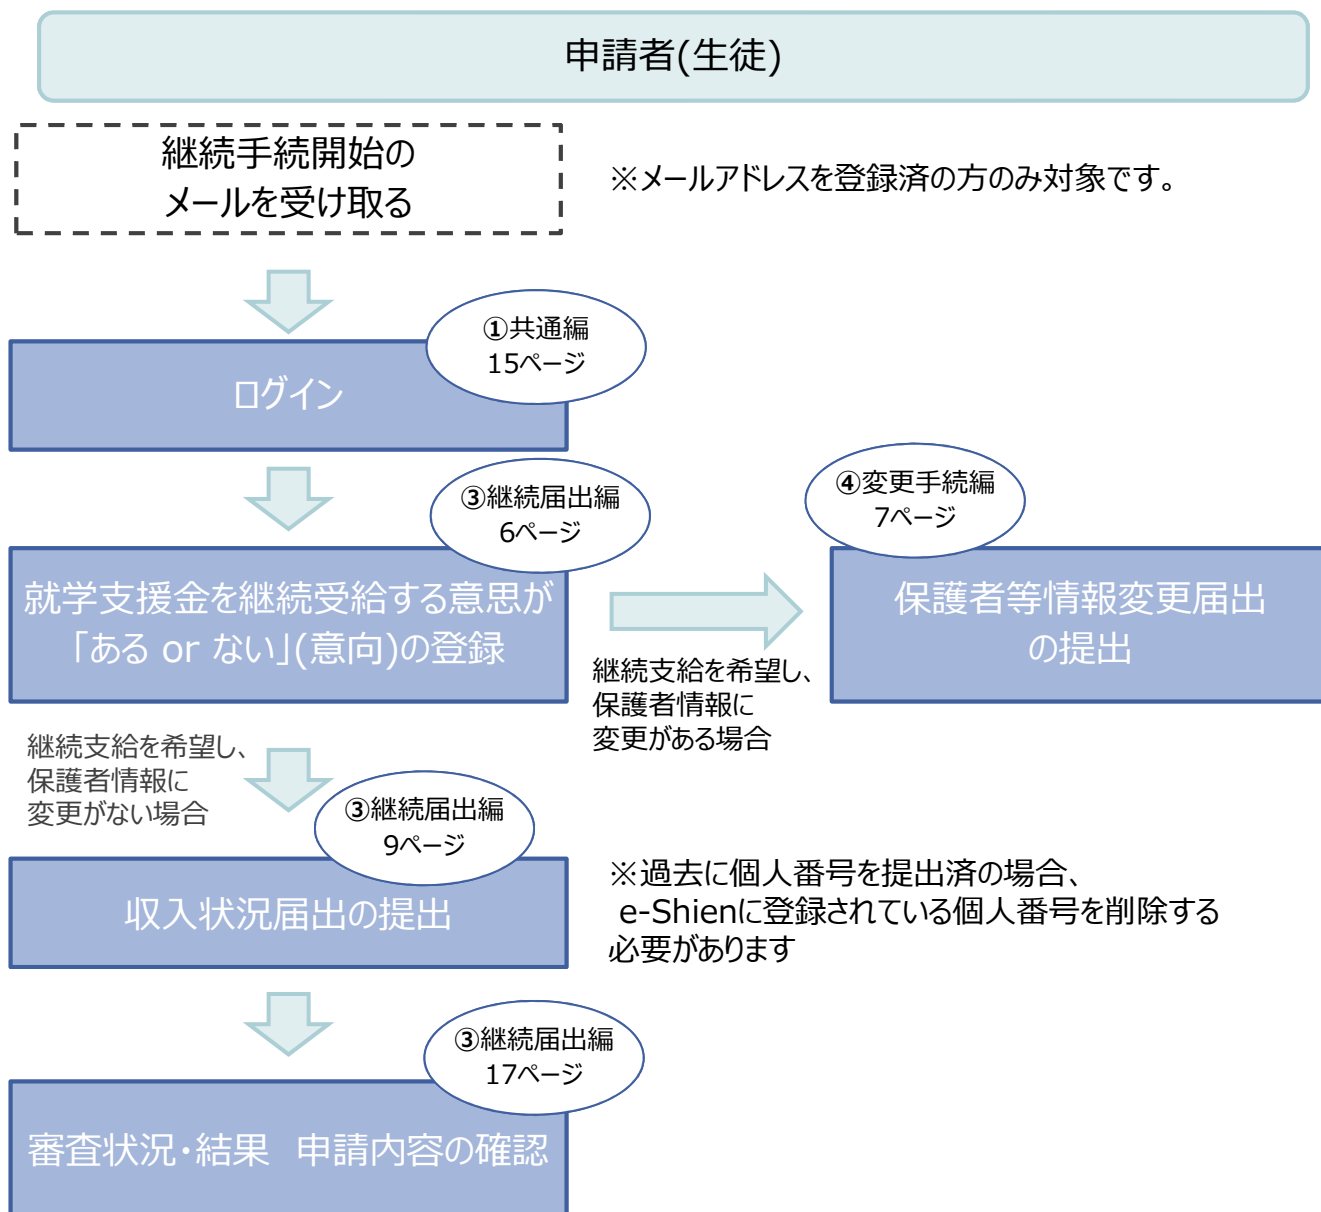 申請者(生徒)
継続手続開始の
メールを受け取る
※メールアドレスを登録済の方のみ対象です。
①共通編
15ページ
ログイン
③継続届出編
6ページ
④変更手続編
7ページ
就学支援金を継続受給する意思が
「ある or ない」(意向)の登録
保護者等情報変更届出
の提出
継続支給を希望し、
保護者情報に
変更がある場合
継続支給を希望し、
保護者情報に
変更がない場合
③継続届出編
9ページ
収入状況届出の提出
※過去に個人番号を提出済の場合、
e-Shienに登録されている個人番号を削除する
必要があります
③継続届出編
17ページ
審査状況・結果　申請内容の確認